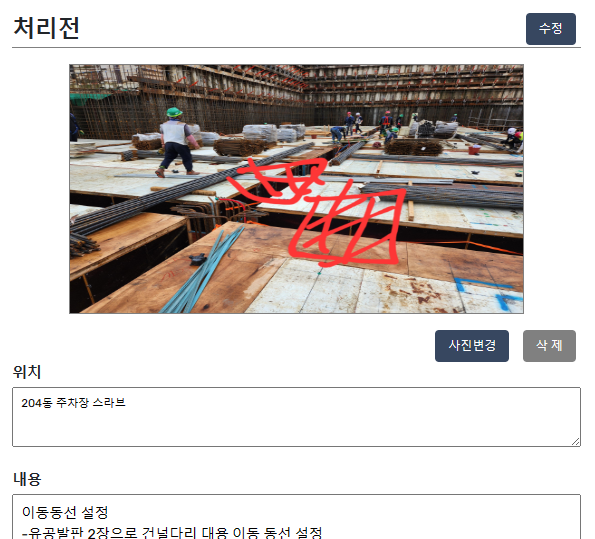 처리전
수정
사진변경
삭 제
위치
204동 주차장 스라브
내용
이동동선 설정
-유공발판 2장으로 건널다리 대용 이동 동선 설정